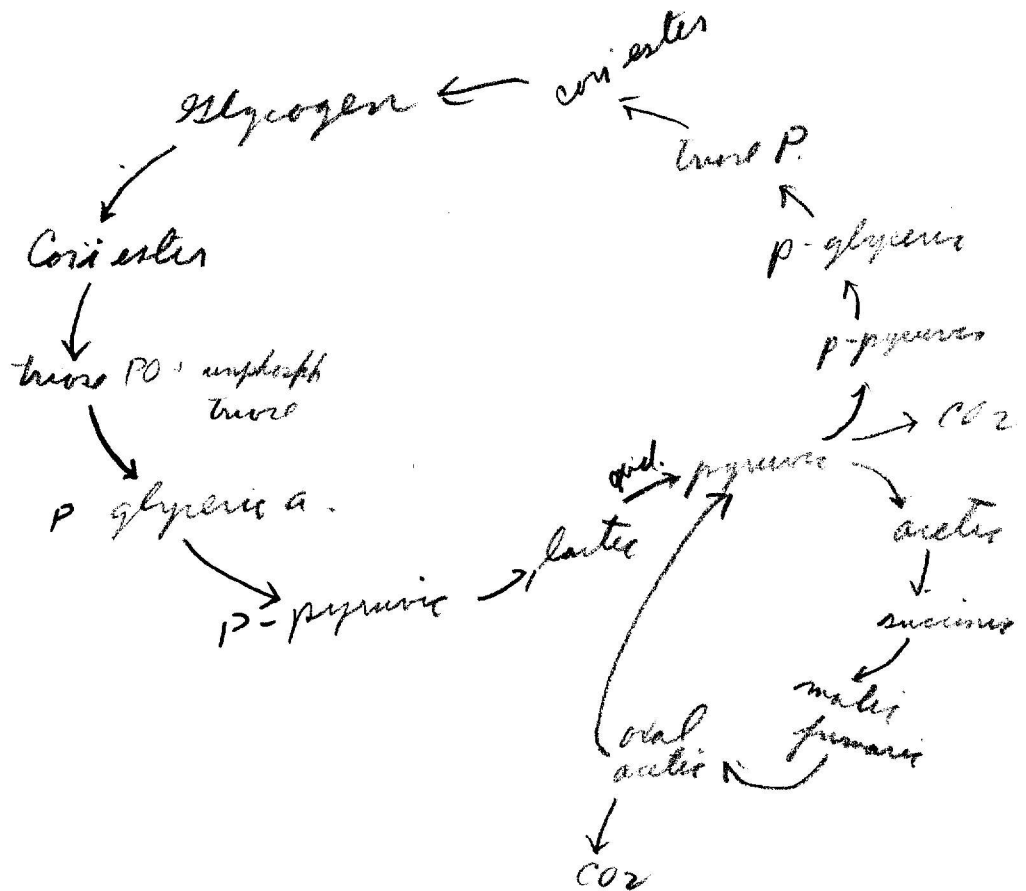 cori ester
Glycogen
triose P.
Cori ester
p-glyceric
p-pyruvic
triose PO + unphosph
triose
CO2
oxid.
pyruvic
P glyceric a.
acetic
lactic
P-pyruvic
succinic
malic
fumaric
oxal
acetic
CO2